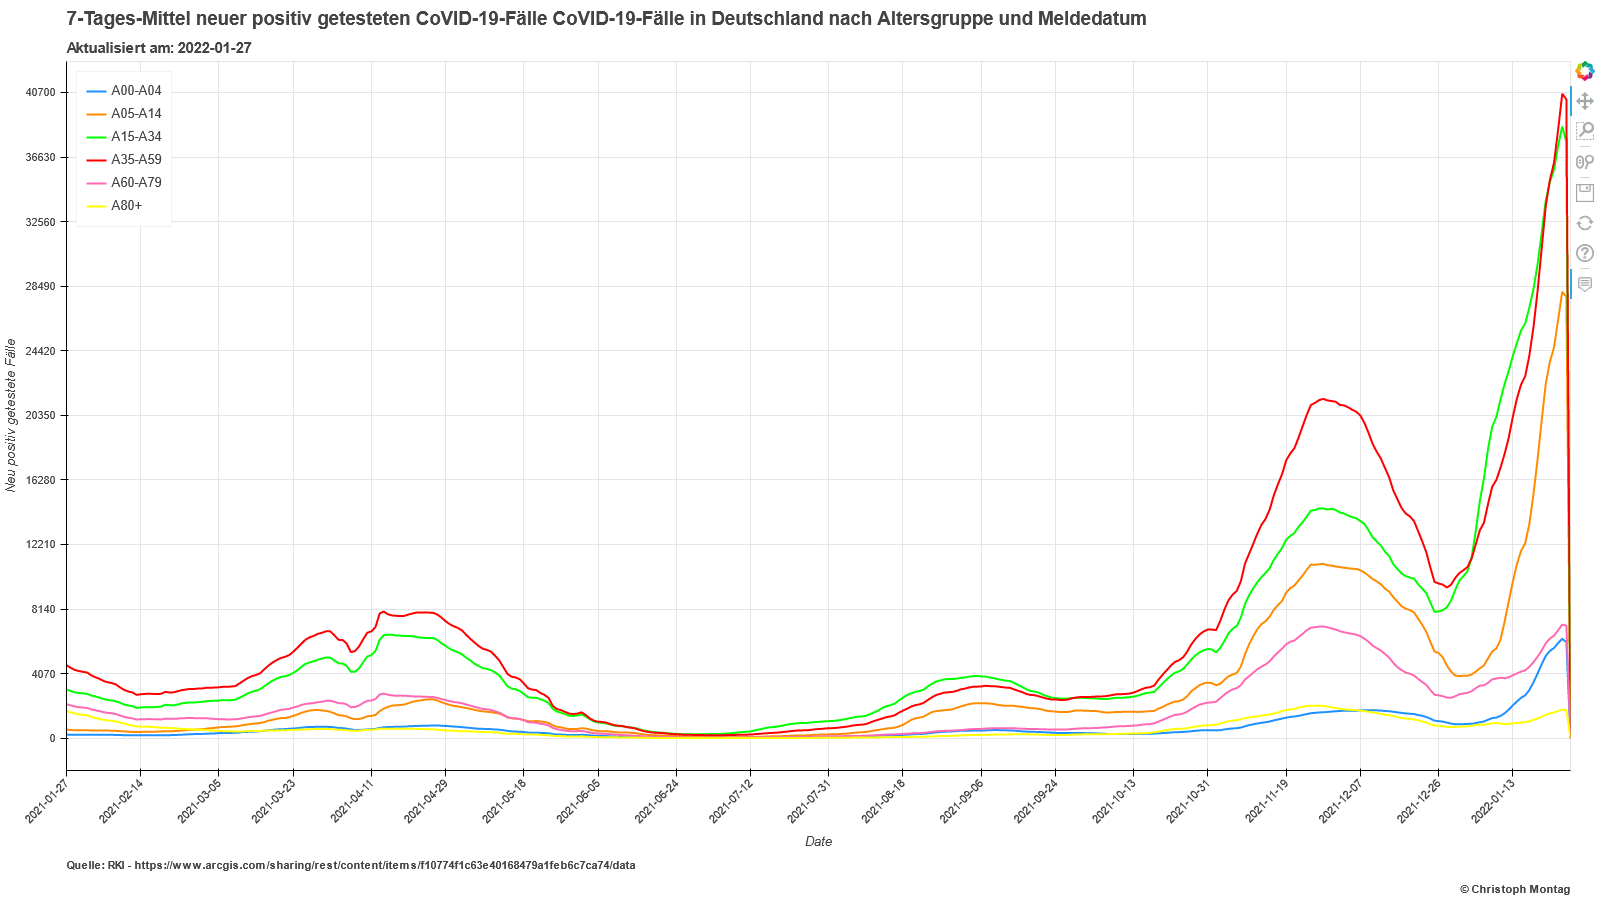 7-Tages-Mittel neuer positiv getesteten CoVID-19-Fälle CoVID-19-Fälle in Deutschland nach Altersgruppe und Meldedatum
Aktualisiert am: 2022-01-27
A00-A04
A05-A14
A15-A34
A35-A59
A60-A79
A80+
40700
36630
32560
28490
24420
20350
16280
12210
8140
4070
0
Neu positiv getestete Fälle
2021-01-27
2021-02-14
2021-03-05
2021-03-23
2021-04-11
2021-04-29
2021-05-18
2021-06-05
2021-06-24
2021-07-12
2021-07-31
2021-08-18
2021-09-06
2021-09-24
2021-10-13
2021-10-31
2021-11-19
2021-12-07
2021-12-26
2022-01-13
Date
Quelle: RKI - https://www.arcgis.com/sharing/rest/content/items/f10774f1c63e40168479a1feb6c7ca74/data
© Christoph Montag